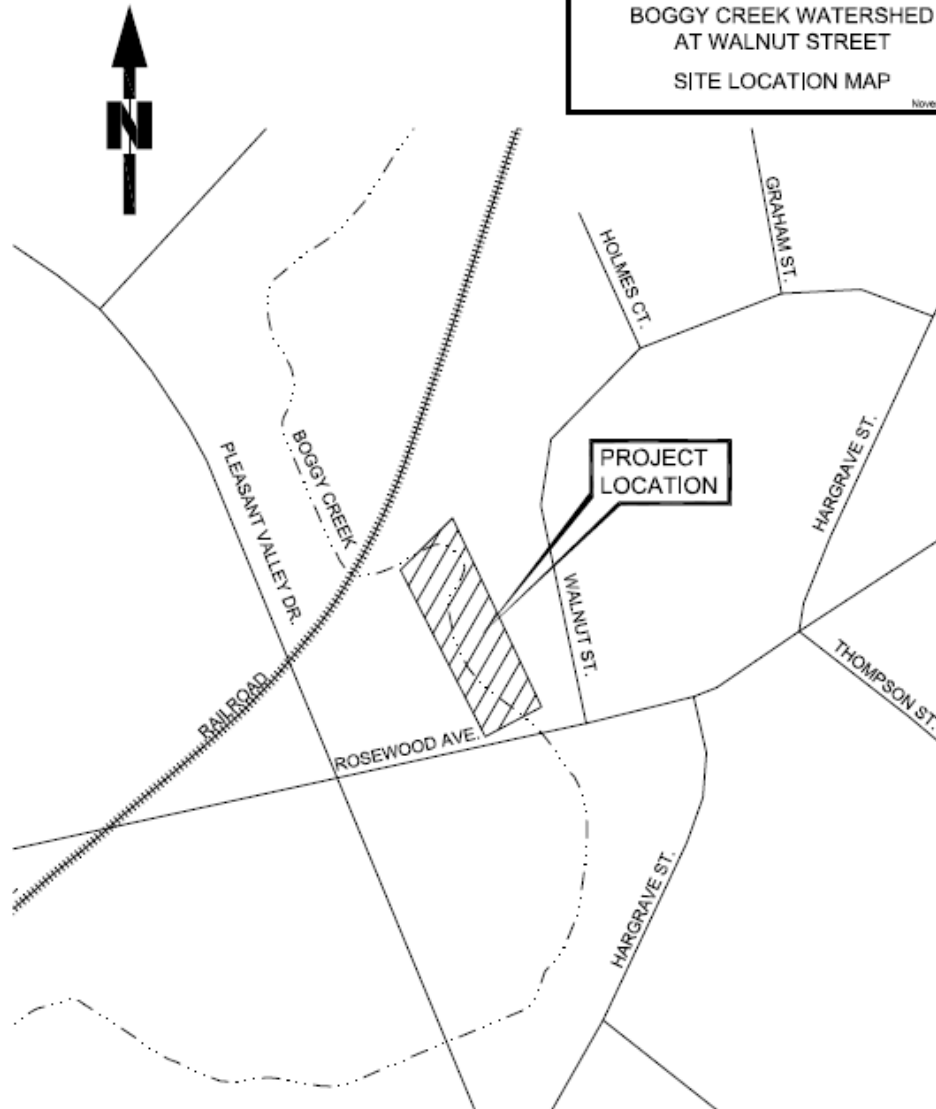 BOGGY CREEK WATERSHED
AT WALNUT STREET
SITE LOCATION MAP
N
GRAHAM ST.
HOLMES CT.
HARGRAVE ST.
BOGGY CREEK
PLEASANT VALLEY DR.
PROJECT
LOCATION
WALNUT ST.
THOMPSON ST.
RAILROAD
ROSEWOOD AVE.
HARGRAVE ST.